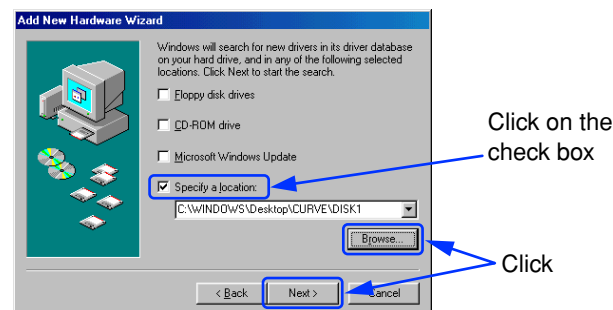 Add New Hardware Wizard
Windows will search for new drivers in its driver database
on your hard drive, and in any of the following selected
locations. Click Next to start the search.
Floppy disk drives
CD-ROM drive
Microsoft Windows Update
Specify a location:
C:\WINDOWS\Desktop\CURVE\DISK1
Browse...
< Back
Next >
Cancel
Click on the
check box
Click